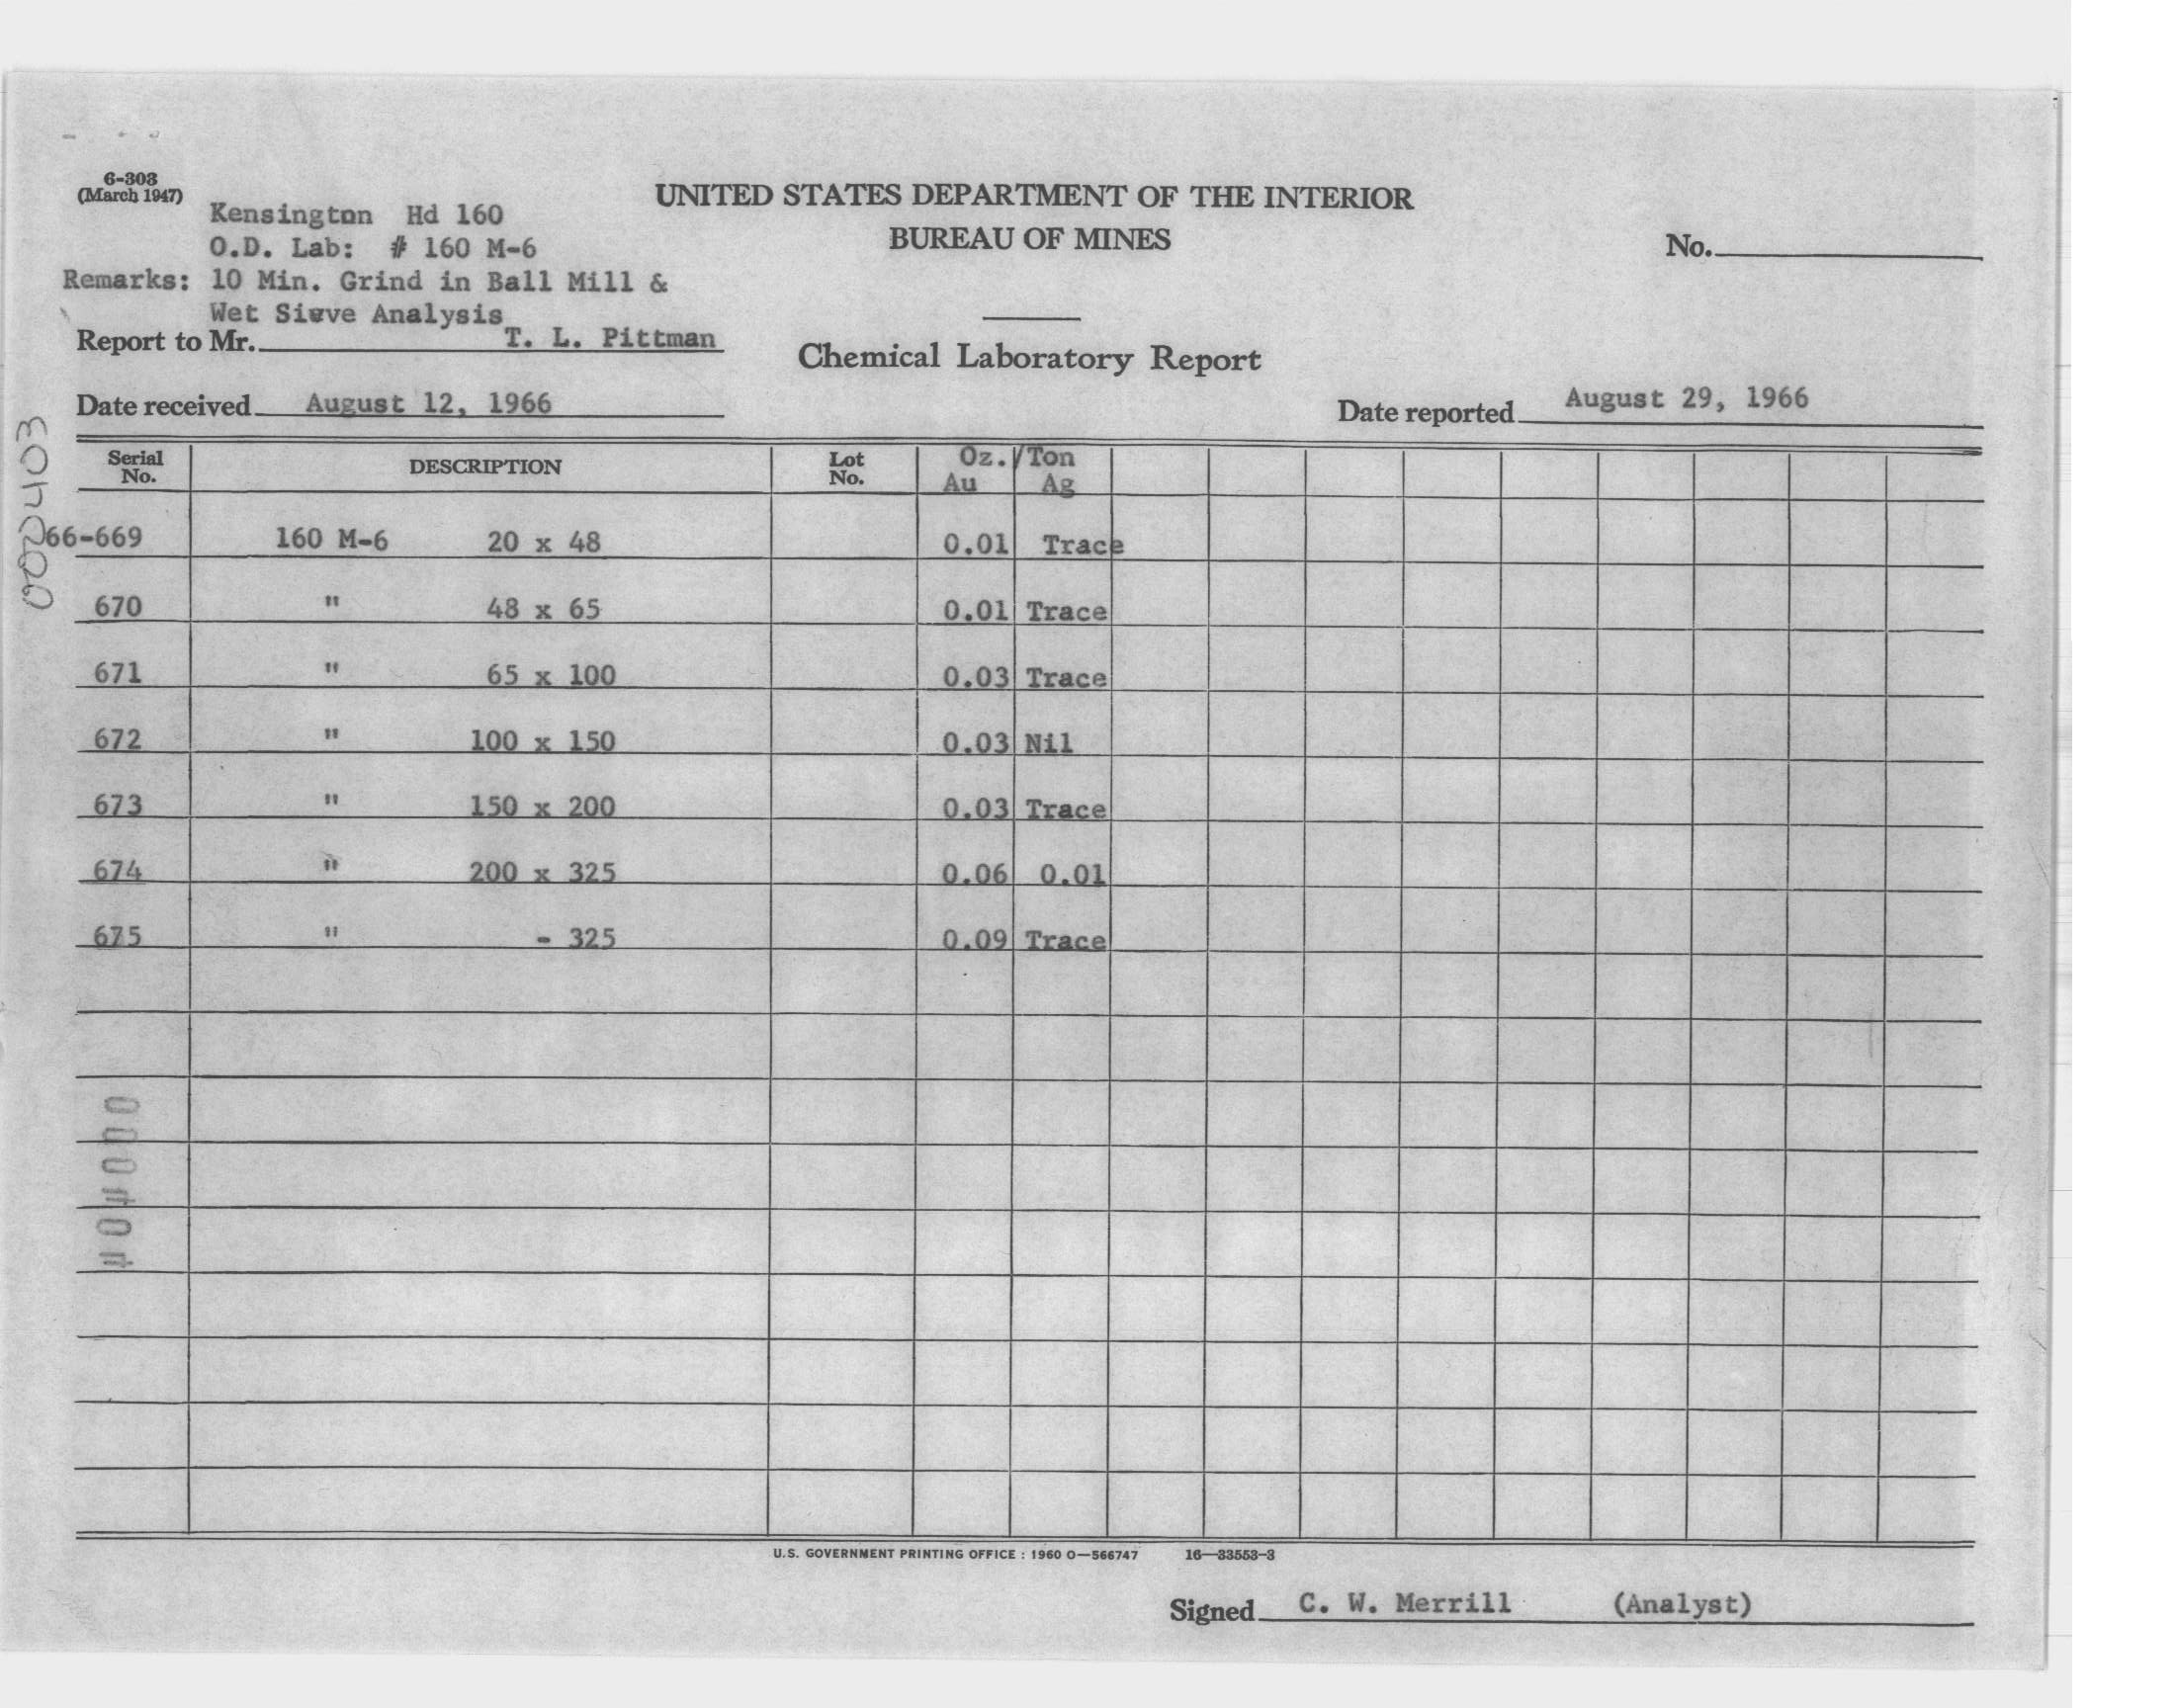 6-303
(March 1947)
Kensington Hd 160
O.D. Lab: # 160 M-6
Remarks: 10 Min. Grind in Ball Mill &
Wet Sieve Analysis
Report to Mr. T. L. Pittman
Date received August 12, 1966
UNITED STATES DEPARTMENT OF THE INTERIOR
BUREAU OF MINES
Chemical Laboratory Report
No.
Date reported August 29, 1966
0024103
Serial No. DESCRIPTION Lot No. Oz./Ton Au Ag
66-669 160 M-6 20 x 48 0.01 Trace
670 " 48 x 65 0.01 Trace
671 " 65 x 100 0.03 Trace
672 " 100 x 150 0.03 Nil
673 " 150 x 200 0.03 Trace
674 " 200 x 325 0.06 0.01
675 " - 325 0.09 Trace
U.S. GOVERNMENT PRINTING OFFICE : 1960 O—566747 16—33553-3
Signed C. W. Merrill (Analyst)